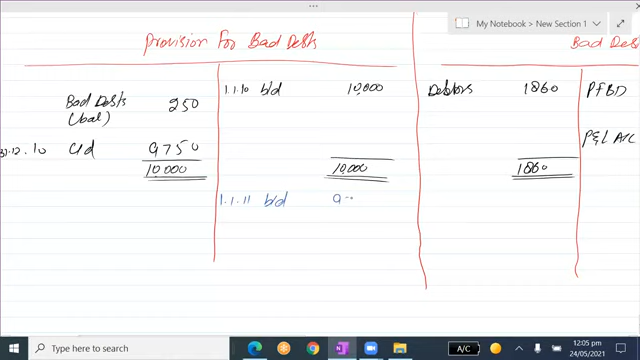 My Notebook > New Section 1
Provision For Bad Debts
Bad Debts
(bal)
250
31.12.10 c/d 9750
10,000
1.1.10 b/d 10,000
10,000
1.1.11 b/d 9
Bad Deb
Debtors 1860
1860
PFBD
P&L A/C
Type here to search
A/C
12:05 pm
24/05/2021